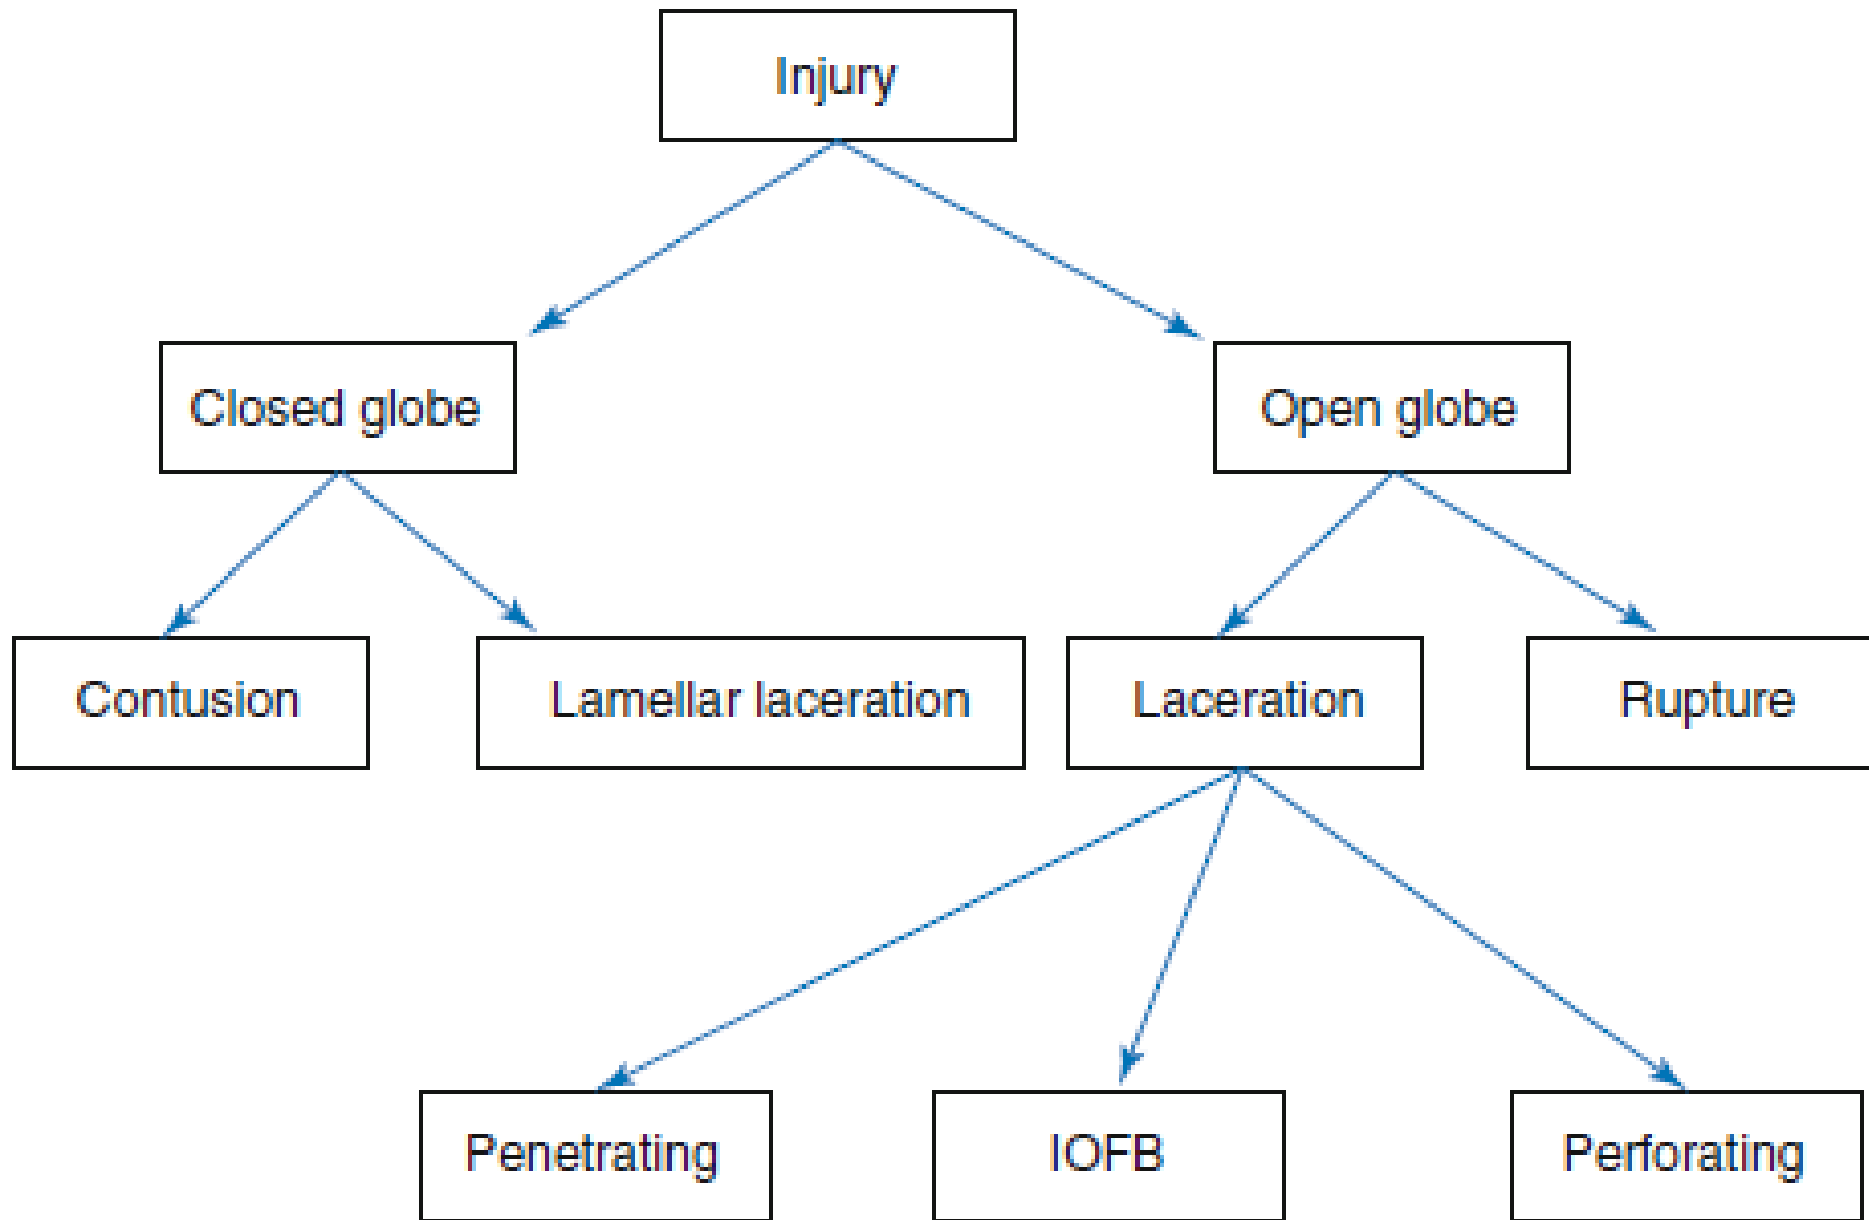 Injury
Closed globe
Open globe
Contusion
Lamellar laceration
Laceration
Rupture
Penetrating
IOFB
Perforating